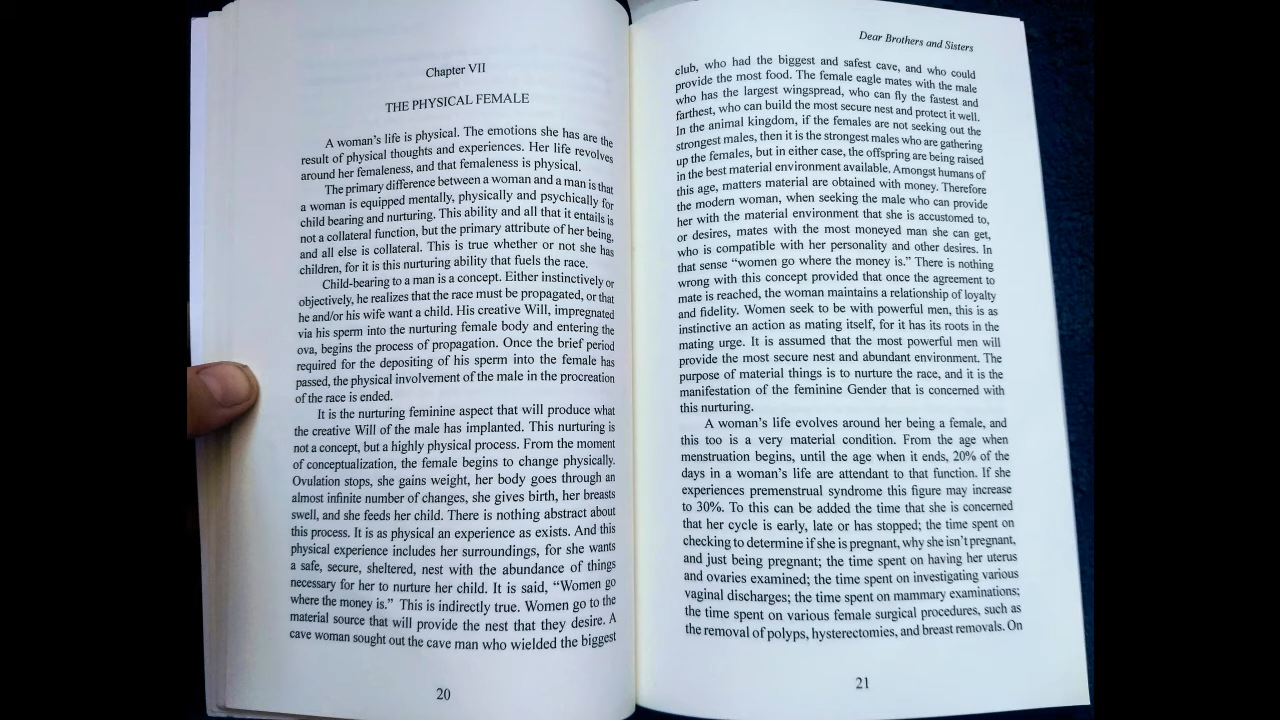 Chapter VII
THE PHYSICAL FEMALE
A woman's life is physical. The emotions she has are the
result of physical thoughts and experiences. Her life revolves
around her femaleness, and that femaleness is physical.
The primary difference between a woman and a man is that
a woman is equipped mentally, physically and psychically for
child bearing and nurturing. This ability and all that it entails is
not a collateral function, but the primary attribute of her being,
and all else is collateral. This is true whether or not she has
children, for it is this nurturing ability that fuels the race.
Child-bearing to a man is a concept. Either instinctively or
objectively, he realizes that the race must be propagated, or that
he and/or his wife want a child. His creative Will, impregnated
via his sperm into the nurturing female body and entering the
ova, begins the process of propagation. Once the brief period
required for the depositing of his sperm into the female has
passed, the physical involvement of the male in the procreation
of the race is ended.
It is the nurturing feminine aspect that will produce what
the creative Will of the male has implanted. This nurturing is
not a concept, but a highly physical process. From the moment
of conceptualization, the female begins to change physically.
Ovulation stops, she gains weight, her body goes through an
almost infinite number of changes, she gives birth, her breasts
swell, and she feeds her child. There is nothing abstract about
this process. It is as physical an experience as exists. And this
physical experience includes her surroundings, for she wants
a safe, secure, sheltered, nest with the abundance of things
necessary for her to nurture her child. It is said, "Women go
where the money is." This is indirectly true. Women go to the
material source that will provide the nest that they desire. A
cave woman sought out the cave man who wielded the biggest
20
Dear Brothers and Sisters
club, who had the biggest and safest cave, and who could
provide the most food. The female eagle mates with the male
who has the largest wingspread, who can fly the fastest and
farthest, who can build the most secure nest and protect it well.
In the animal kingdom, if the females are not seeking out the
strongest males, then it is the strongest males who are gathering
up the females, but in either case, the offspring are being raised
in the best material environment available. Amongst humans of
this age, matters material are obtained with money. Therefore
the modern woman, when seeking the male who can provide
her with the material environment that she is accustomed to,
or desires, mates with the most moneyed man she can get,
who is compatible with her personality and other desires. In
that sense "women go where the money is." There is nothing
wrong with this concept provided that once the agreement to
mate is reached, the woman maintains a relationship of loyalty
and fidelity. Women seek to be with powerful men, this is as
instinctive an action as mating itself, for it has its roots in the
mating urge. It is assumed that the most powerful men will
provide the most secure nest and abundant environment. The
purpose of material things is to nurture the race, and it is the
manifestation of the feminine Gender that is concerned with
this nurturing.
A woman's life evolves around her being a female, and
this too is a very material condition. From the age when
menstruation begins, until the age when it ends, 20% of the
days in a woman's life are attendant to that function. If she
experiences premenstrual syndrome this figure may increase
to 30%. To this can be added the time that she is concerned
that her cycle is early, late or has stopped; the time spent on
checking to determine if she is pregnant, why she isn't pregnant,
and just being pregnant; the time spent on having her uterus
and ovaries examined; the time spent on investigating various
vaginal discharges; the time spent on mammary examinations;
the time spent on various female surgical procedures, such as
the removal of polyps, hysterectomies, and breast removals. On
21